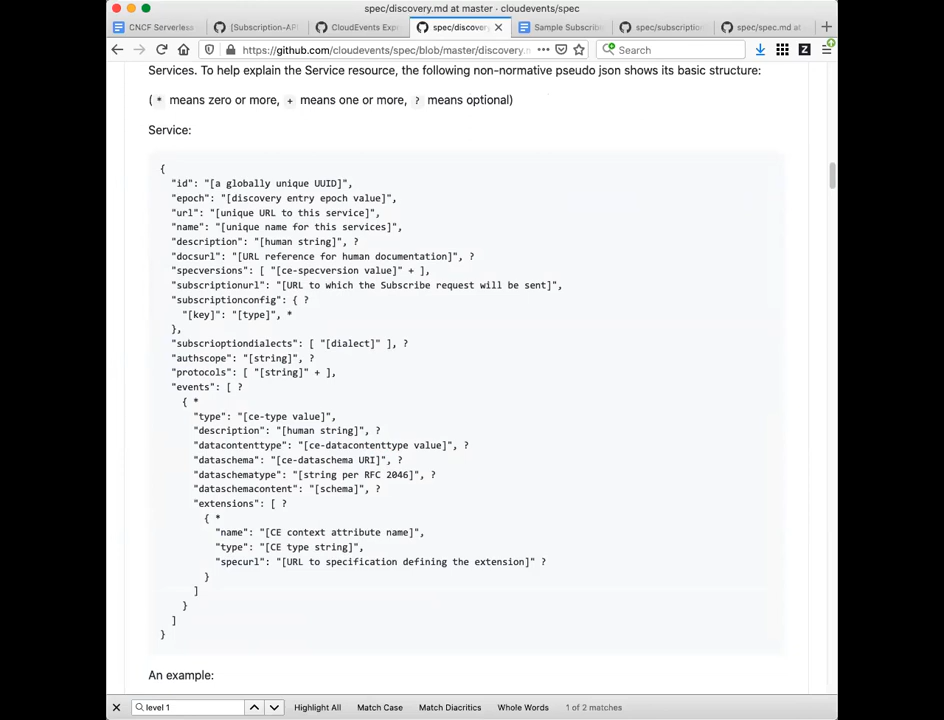 spec/discovery.md at master · cloudevents/spec
CNCF Serverless
[Subscription-API
CloudEvents Exp
spec/discovery
Sample Subscrib
spec/subscription
spec/spec.md at
https://github.com/cloudevents/spec/blob/master/discovery.n
Search
Services. To help explain the Service resource, the following non-normative pseudo json shows its basic structure:
( * means zero or more, + means one or more, ? means optional)
Service:
{
"id": "[a globally unique UUID]",
"epoch": "[discovery entry epoch value]",
"url": "[unique URL to this service]",
"name": "[unique name for this services]",
"description": "[human string]", ?
"docsurl": "[URL reference for human documentation]", ?
"specversions": [ "[ce-specversion value]" + ],
"subscriptionurl": "[URL to which the Subscribe request will be sent]",
"subscriptionconfig": { ?
"[key]": "[type]", *
},
"subscrioptiondialects": [ "[dialect]" ], ?
"authscope": "[string]", ?
"protocols": [ "[string]" + ],
"events": [ ?
{ *
"type": "[ce-type value]",
"description": "[human string]", ?
"datacontenttype": "[ce-datacontenttype value]", ?
"dataschema": "[ce-dataschema URI]", ?
"dataschematype": "[string per RFC 2046]", ?
"dataschemacontent": "[schema]", ?
"extensions": [ ?
{ *
"name": "[CE context attribute name]",
"type": "[CE type string]",
"specurl": "[URL to specification defining the extension]" ?
}
]
}
]
}
An example:
level 1
Highlight All
Match Case
Match Diacritics
Whole Words
1 of 2 matches